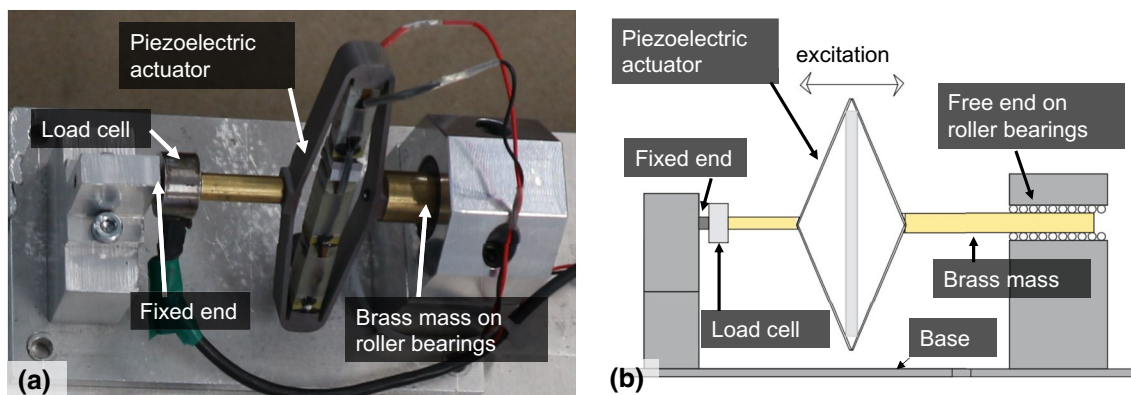 Piezoelectric
actuator
Load cell
Fixed end
Brass mass on
roller bearings
(a)
Piezoelectric
actuator
excitation
Free end on
roller bearings
Fixed end
Brass mass
Load cell
Base
(b)